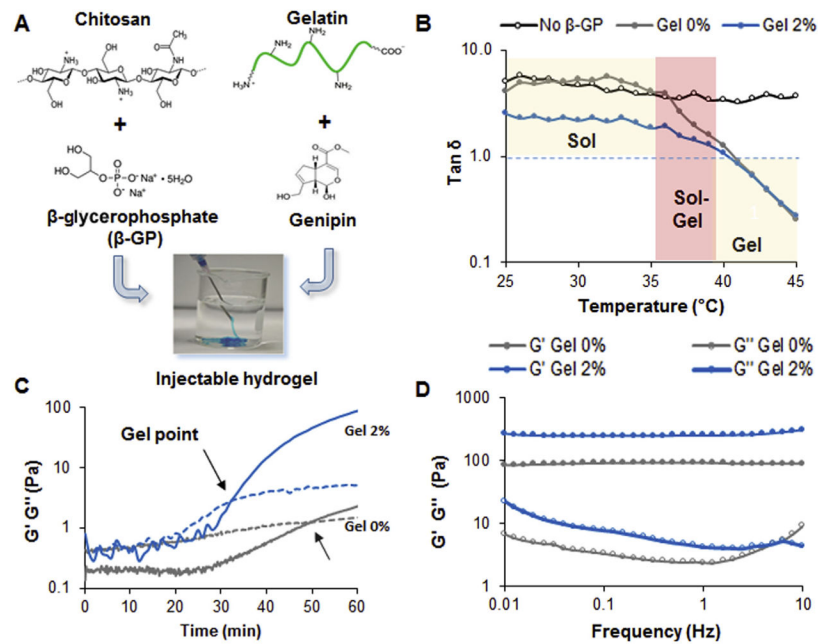 A
Chitosan
Gelatin
+
+
β-glycerophosphate
(β-GP)
Genipin
Injectable hydrogel
B
No β-GP
Gel 0%
Gel 2%
Tan δ
10.0
1.0
0.1
Sol
Sol-
Gel
Gel
25
30
35
40
45
Temperature (°C)
C
G' G'' (Pa)
100
10
1
0.1
Gel point
Gel 2%
Gel 0%
0
10
20
30
40
50
60
Time (min)
G' Gel 0%
G'' Gel 0%
G' Gel 2%
G'' Gel 2%
D
G' G'' (Pa)
1000
100
10
1
0.01
0.1
1
10
Frequency (Hz)